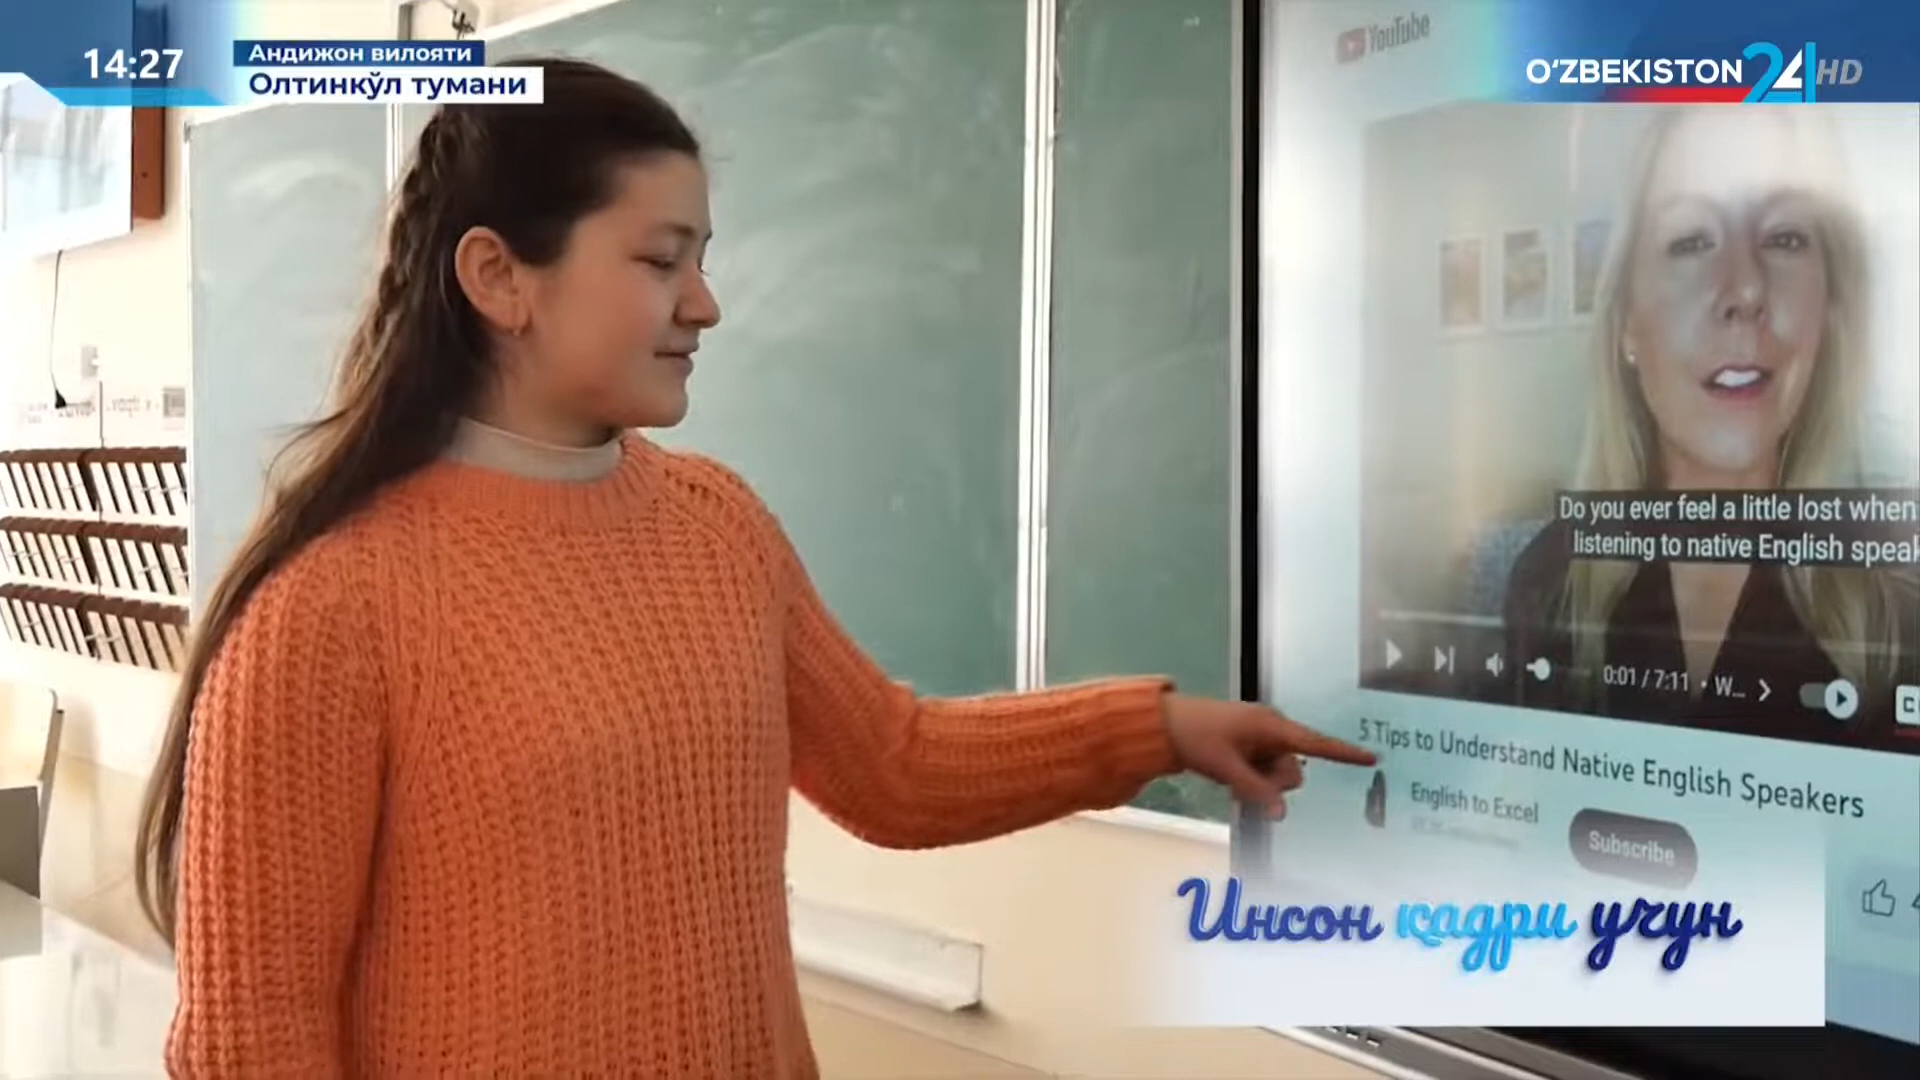 14:27
Андижон вилояти
Олтинкўл тумани
YouTube
O'ZBEKISTON 24 HD
Do you ever feel a little lost when
listening to native English speak
0:01 / 7:11 • W...
5 Tips to Understand Native English Speakers
English to Excel
Subscribe
Инсон қадри учун